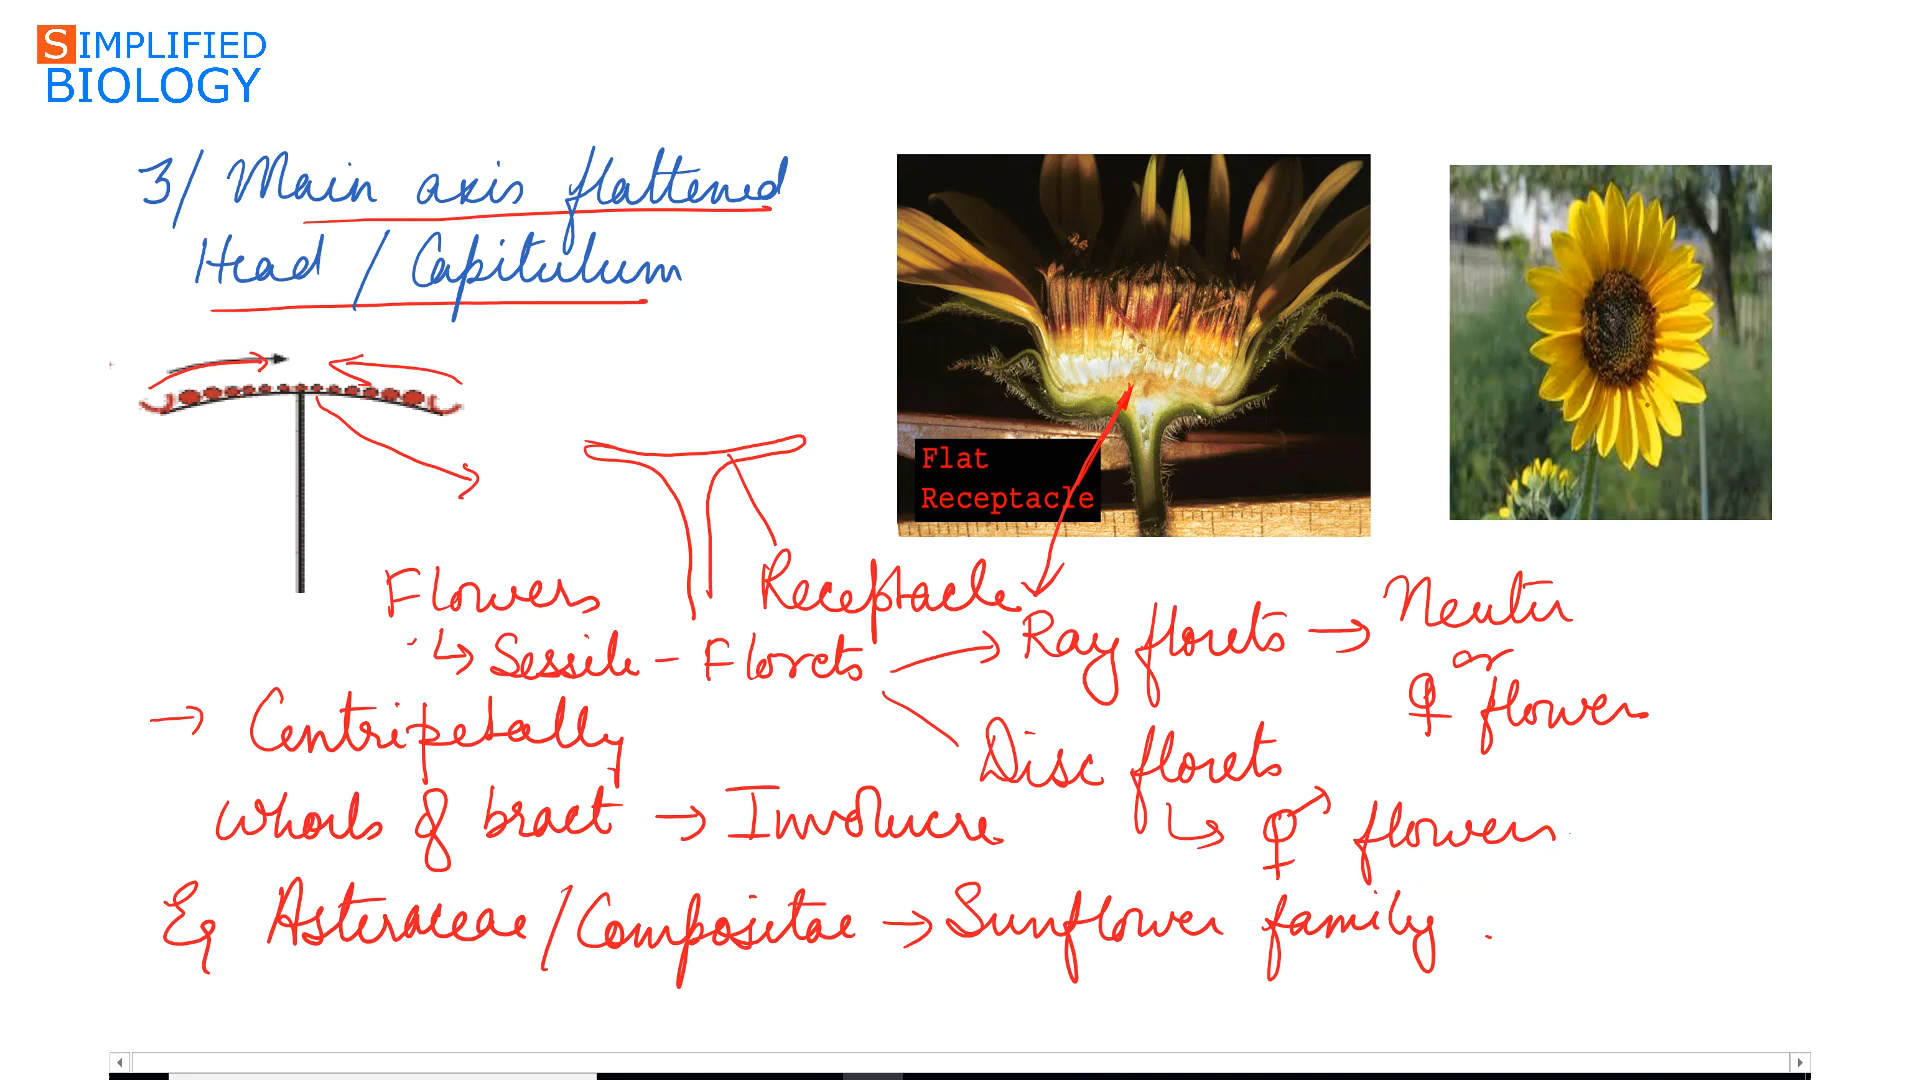 SIMPLIFIED
BIOLOGY
3/ Main axis flattened
Head / Capitulum
Flat
Receptacle
Flowers
Receptacle
↳ Sessile - Florets → Ray florets → Neuter
or
♀ flower
→ Centripetally
Disc florets
Whorls of bract → Involucre
↳ ⚥ flowers
Eg Asteraceae / Compositae → Sunflower family.